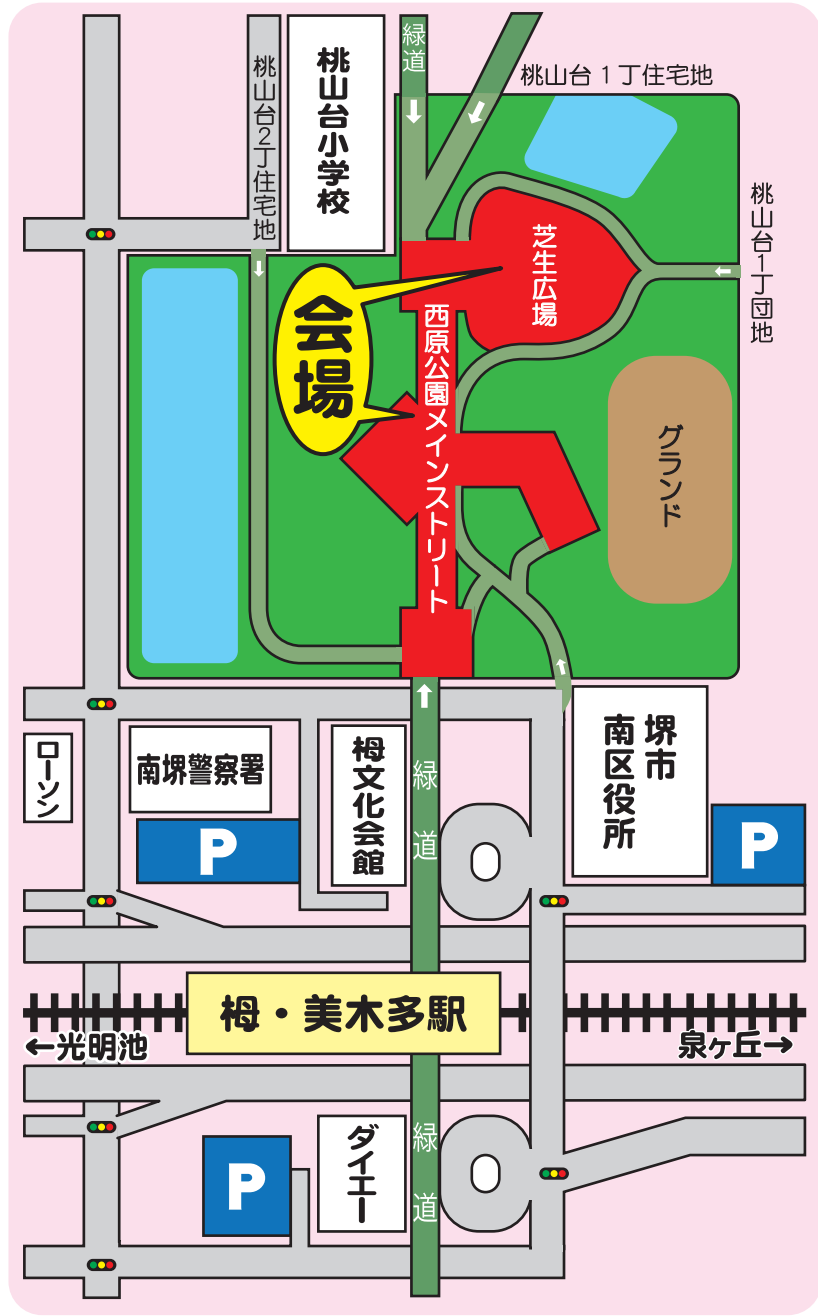 緑道
桃山台1丁住宅地
桃山台2丁住宅地
桃山台小学校
桃山台1丁団地
芝生広場
会場
西原公園メインストリート
グランド
ローソン
南堺警察署
P
栂文化会館
緑道
堺市
南区役所
P
栂・美木多駅
←光明池
泉ヶ丘→
P
ダイエー
緑道